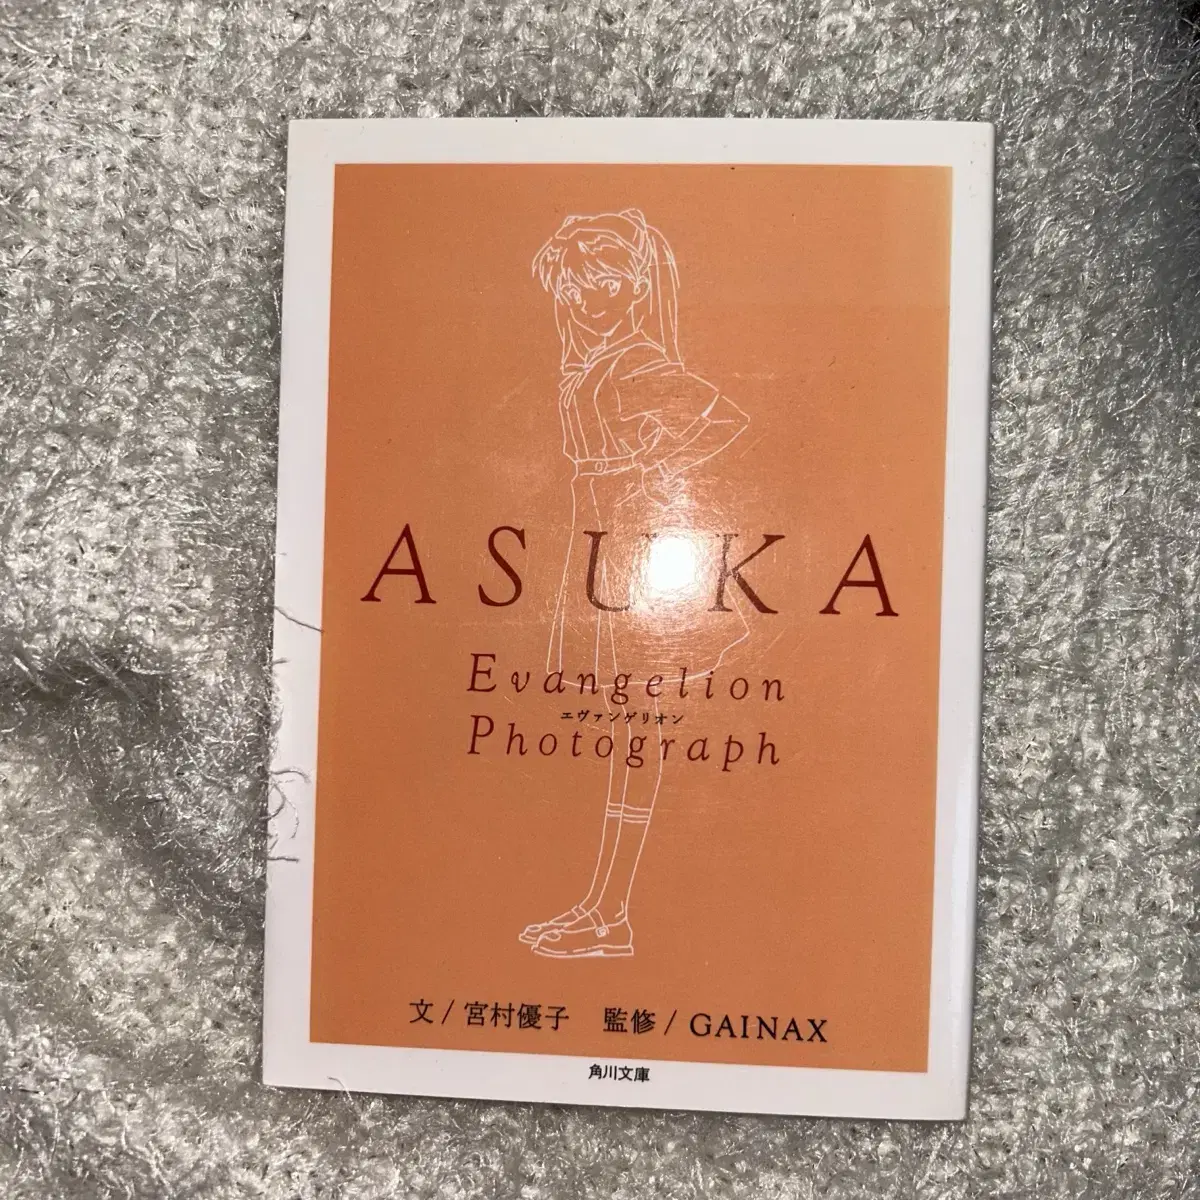 ASUKA
Evangelion
エヴァンゲリオン
Photograph
文/宮村優子 監修/GAINAX
角川文庫